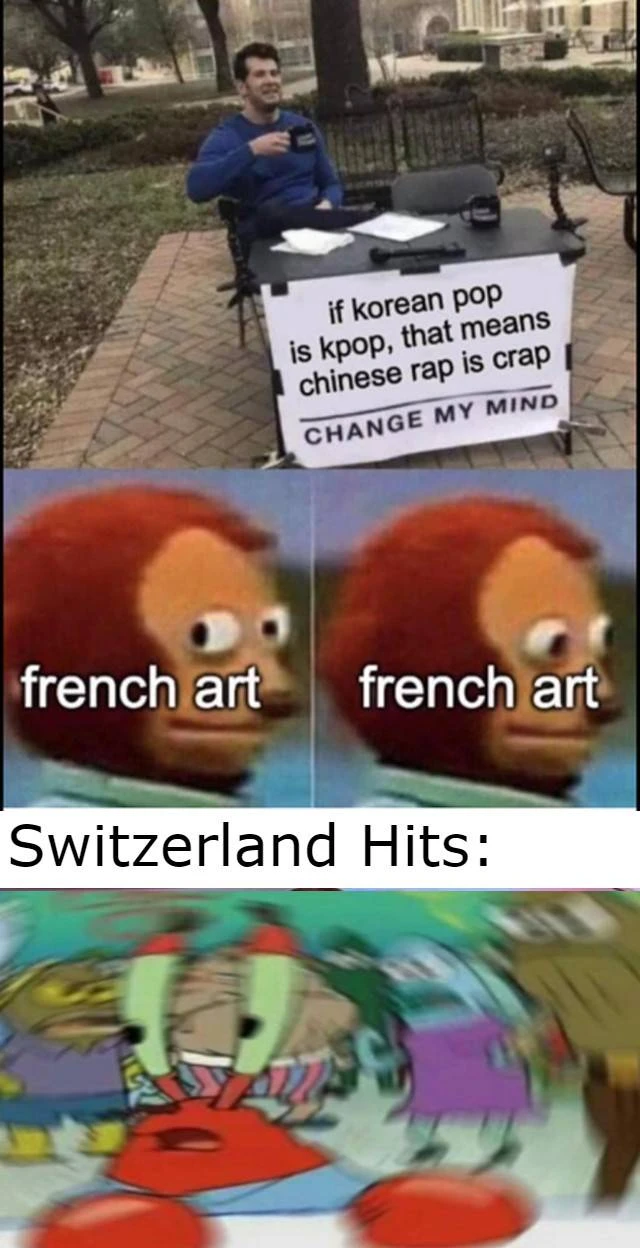 if korean pop
is kpop, that means
chinese rap is crap
CHANGE MY MIND
french art
french art
Switzerland Hits: